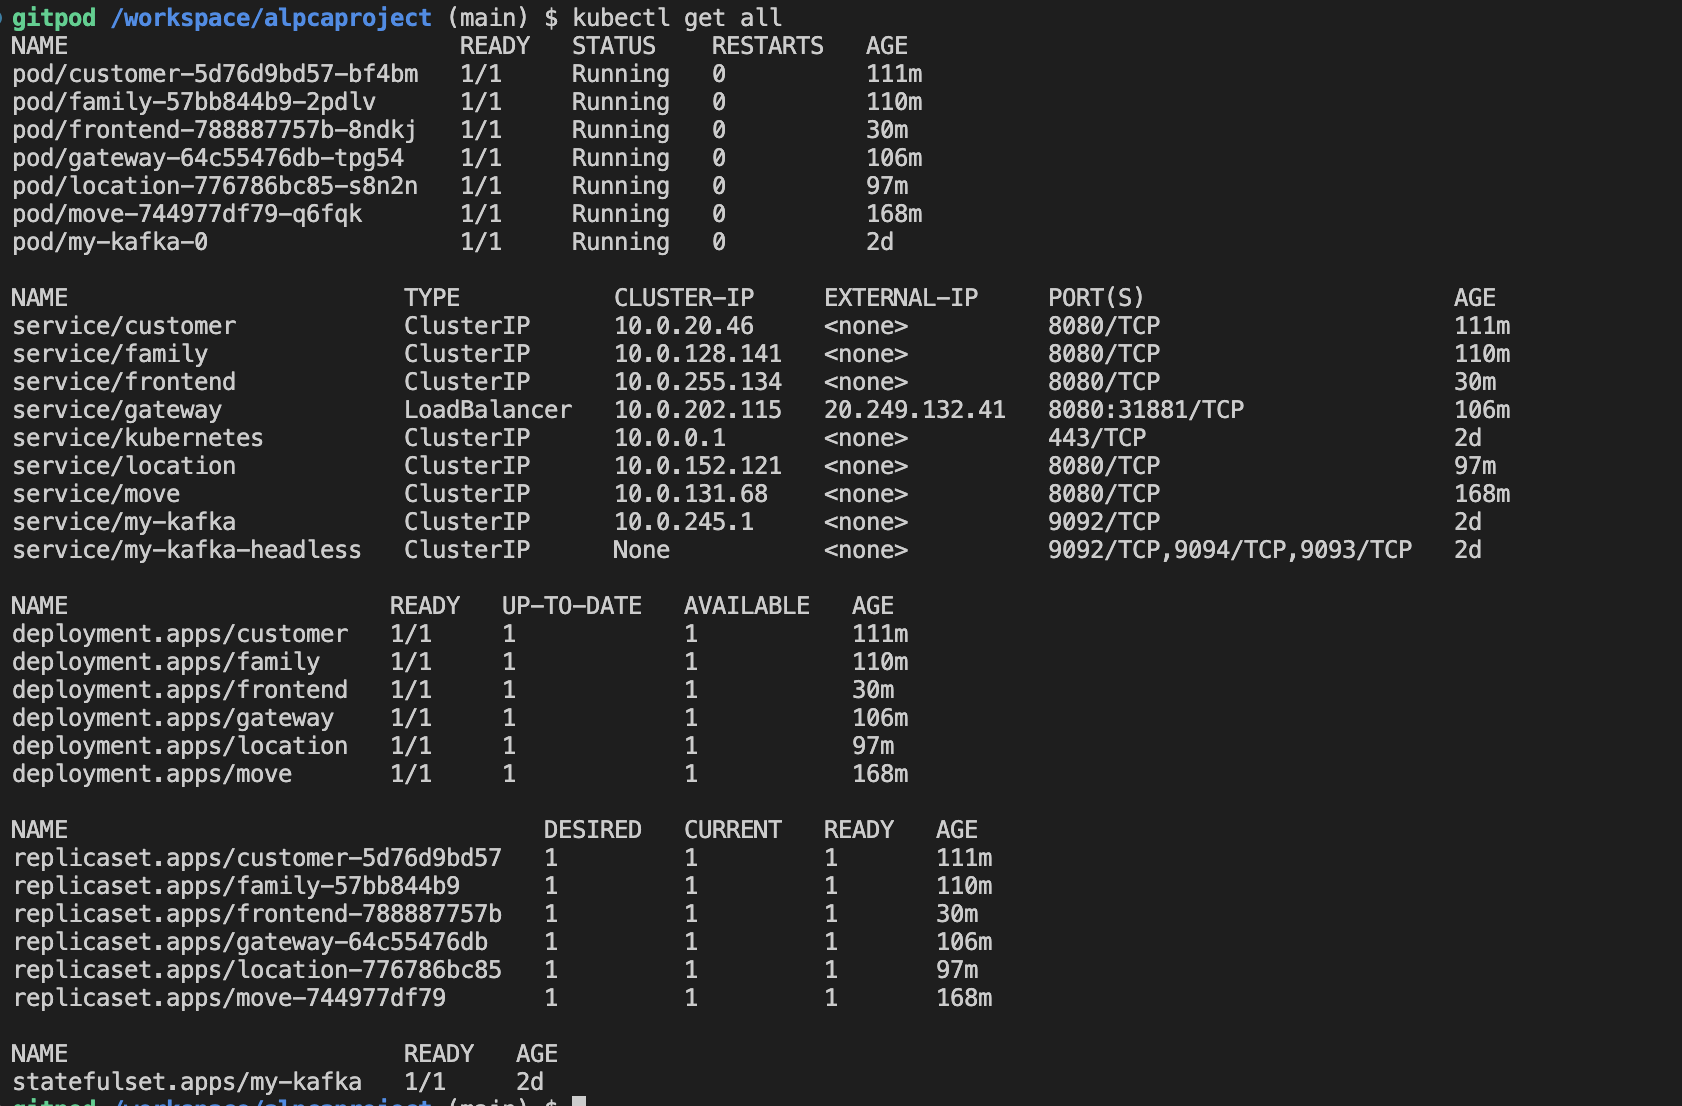 gitpod /workspace/alpcaproject (main) $ kubectl get all
NAME READY STATUS RESTARTS AGE
pod/customer-5d76d9bd57-bf4bm 1/1 Running 0 111m
pod/family-57bb844b9-2pdlv 1/1 Running 0 110m
pod/frontend-788887757b-8ndkj 1/1 Running 0 30m
pod/gateway-64c55476db-tpg54 1/1 Running 0 106m
pod/location-776786bc85-s8n2n 1/1 Running 0 97m
pod/move-744977df79-q6fqk 1/1 Running 0 168m
pod/my-kafka-0 1/1 Running 0 2d
NAME TYPE CLUSTER-IP EXTERNAL-IP PORT(S) AGE
service/customer ClusterIP 10.0.20.46 <none> 8080/TCP 111m
service/family ClusterIP 10.0.128.141 <none> 8080/TCP 110m
service/frontend ClusterIP 10.0.255.134 <none> 8080/TCP 30m
service/gateway LoadBalancer 10.0.202.115 20.249.132.41 8080:31881/TCP 106m
service/kubernetes ClusterIP 10.0.0.1 <none> 443/TCP 2d
service/location ClusterIP 10.0.152.121 <none> 8080/TCP 97m
service/move ClusterIP 10.0.131.68 <none> 8080/TCP 168m
service/my-kafka ClusterIP 10.0.245.1 <none> 9092/TCP 2d
service/my-kafka-headless ClusterIP None <none> 9092/TCP,9094/TCP,9093/TCP 2d
NAME READY UP-TO-DATE AVAILABLE AGE
deployment.apps/customer 1/1 1 1 111m
deployment.apps/family 1/1 1 1 110m
deployment.apps/frontend 1/1 1 1 30m
deployment.apps/gateway 1/1 1 1 106m
deployment.apps/location 1/1 1 1 97m
deployment.apps/move 1/1 1 1 168m
NAME DESIRED CURRENT READY AGE
replicaset.apps/customer-5d76d9bd57 1 1 1 111m
replicaset.apps/family-57bb844b9 1 1 1 110m
replicaset.apps/frontend-788887757b 1 1 1 30m
replicaset.apps/gateway-64c55476db 1 1 1 106m
replicaset.apps/location-776786bc85 1 1 1 97m
replicaset.apps/move-744977df79 1 1 1 168m
NAME READY AGE
statefulset.apps/my-kafka 1/1 2d
gitpod /workspace/alpcaproject (main) $